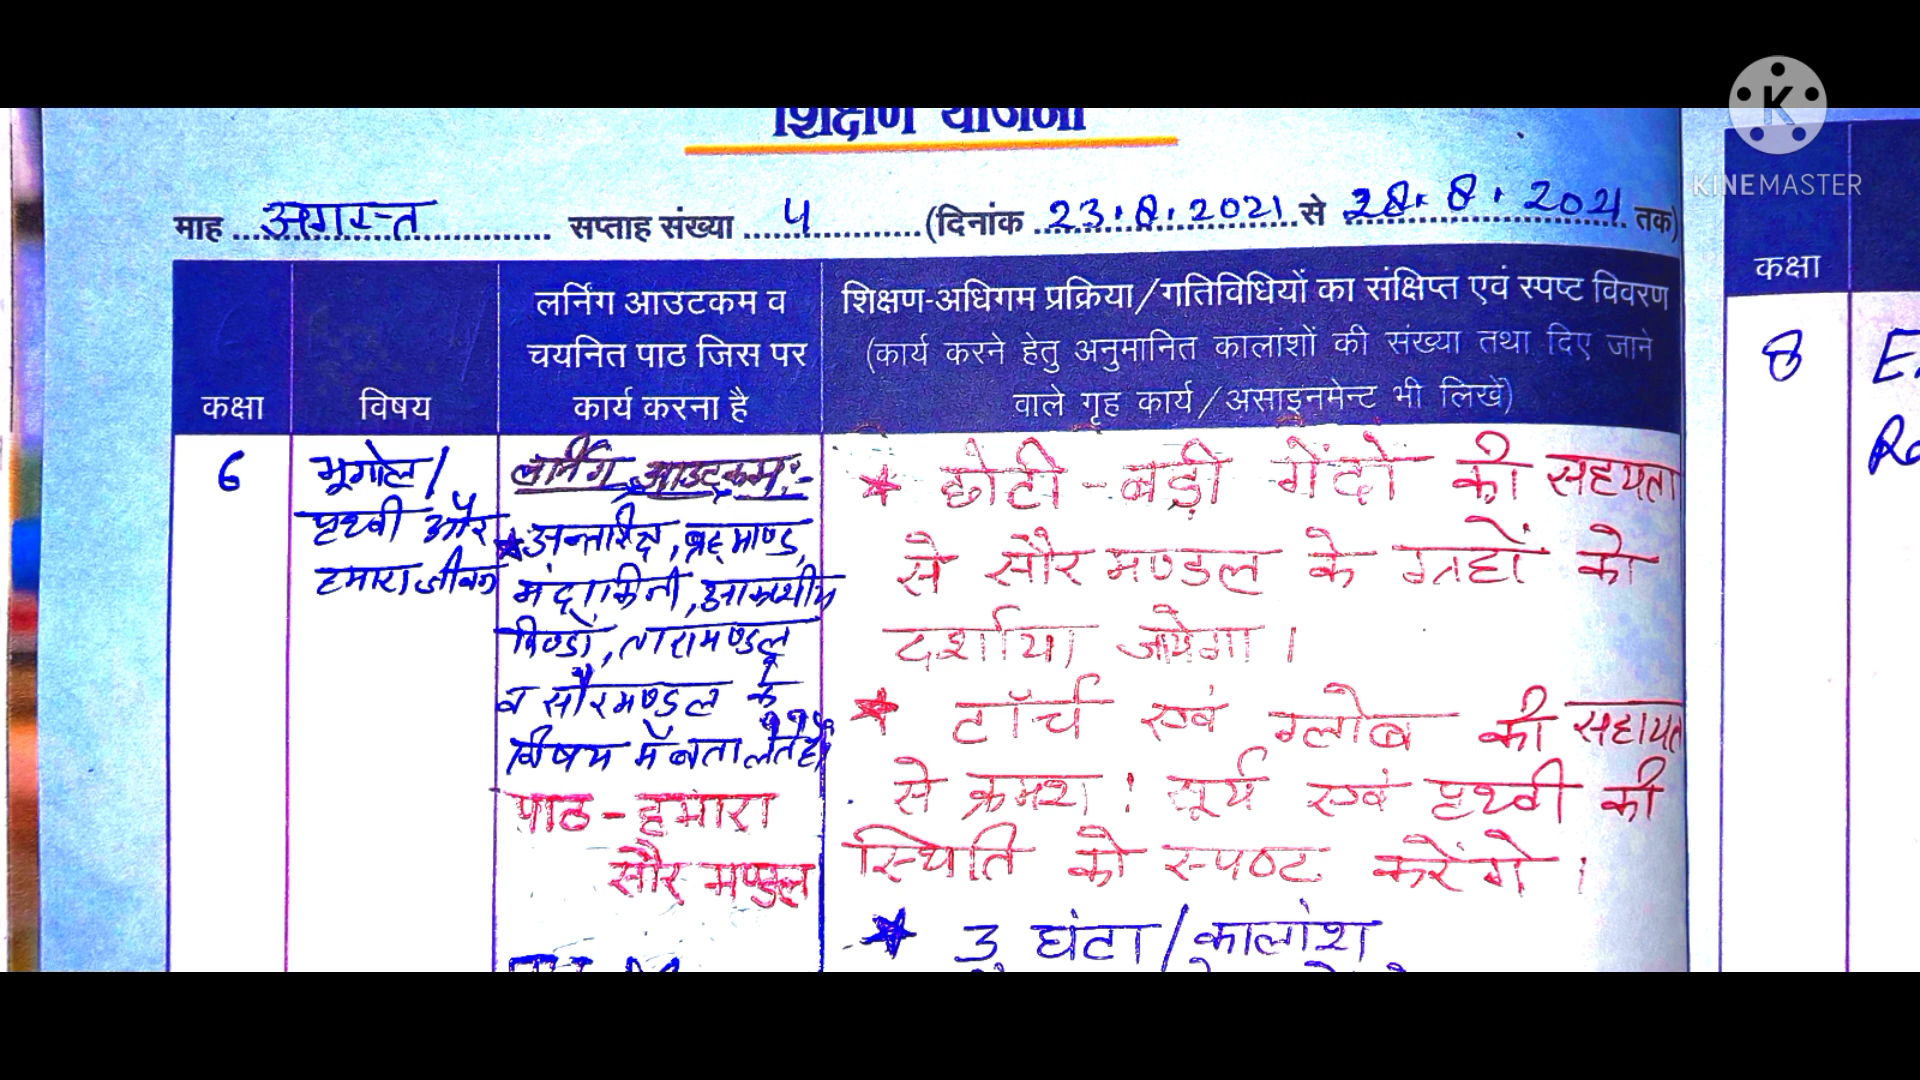 शिक्षण योजना
K
KINEMASTER
माह अगस्त सप्ताह संख्या 4 (दिनांक 23.8.2021 से 28.8.2021 तक)
कक्षा
विषय
लर्निंग आउटकम व
चयनित पाठ जिस पर
कार्य करना है
शिक्षण-अधिगम प्रक्रिया/गतिविधियों का संक्षिप्त एवं स्पष्ट विवरण
(कार्य करने हेतु अनुमानित कालांशों की संख्या तथा दिए जाने
वाले गृह कार्य/असाइनमेन्ट भी लिखें)
6
भूगोल/
पृथ्वी और
हमारा जीवन
लर्निंग आउटकम:-
★अन्तरिक्ष, ब्रह्माण्ड,
मंदाकिनी, आकाशीय
पिण्डों, तारामण्डल
व सौरमण्डल के
विषय में बता लेते हैं
पाठ - हमारा
सौर मण्डल
★ छोटी - बड़ी गेंदो की सहयता
से सौर मण्डल के ग्रहों को
दर्शाया जायेगा।
★ टॉर्च एवं ग्लोब की सहायत
से क्रमश: सूर्य एवं पृथ्वी की
स्थिति को स्पष्ट करेंगे।
★ 3 घंटा/कालांश
कक्षा
8